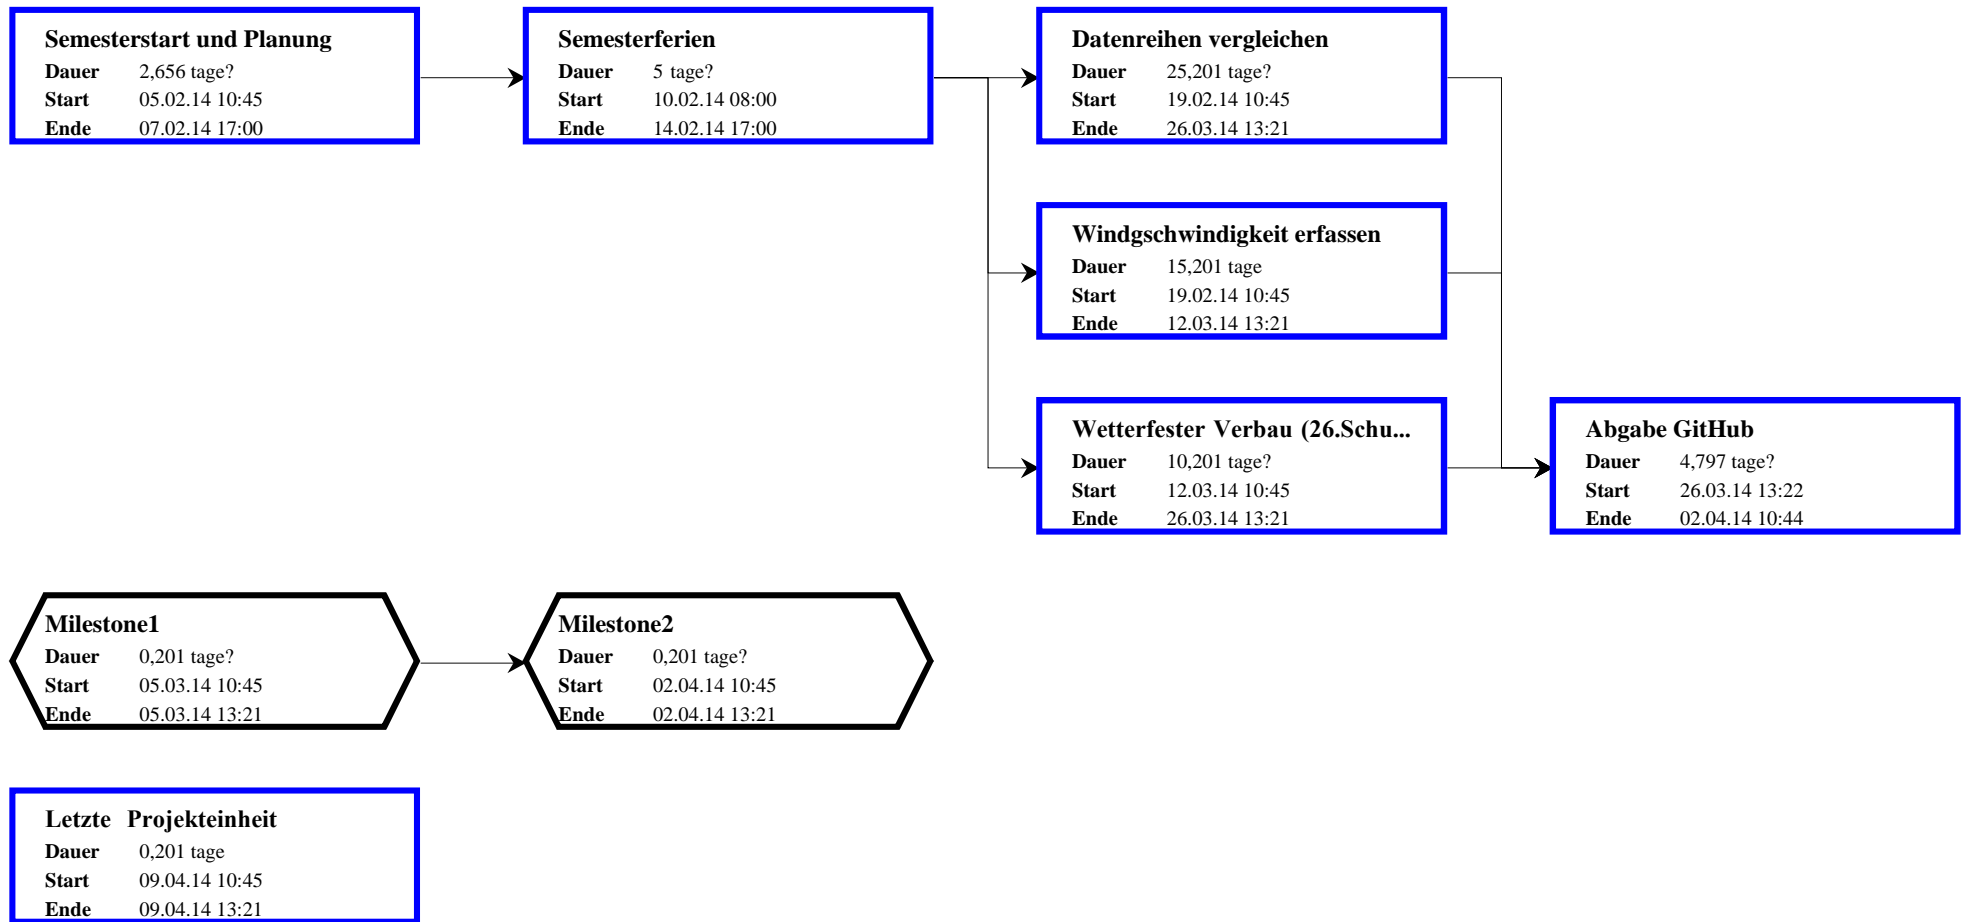 Semesterstart und Planung
Dauer 2,656 tage?
Start 05.02.14 10:45
Ende 07.02.14 17:00
Semesterferien
Dauer 5 tage?
Start 10.02.14 08:00
Ende 14.02.14 17:00
Datenreihen vergleichen
Dauer 25,201 tage?
Start 19.02.14 10:45
Ende 26.03.14 13:21
Windgschwindigkeit erfassen
Dauer 15,201 tage
Start 19.02.14 10:45
Ende 12.03.14 13:21
Wetterfester Verbau (26.Schu...
Dauer 10,201 tage?
Start 12.03.14 10:45
Ende 26.03.14 13:21
Abgabe GitHub
Dauer 4,797 tage?
Start 26.03.14 13:22
Ende 02.04.14 10:44
Milestone1
Dauer 0,201 tage?
Start 05.03.14 10:45
Ende 05.03.14 13:21
Milestone2
Dauer 0,201 tage?
Start 02.04.14 10:45
Ende 02.04.14 13:21
Letzte Projekteinheit
Dauer 0,201 tage
Start 09.04.14 10:45
Ende 09.04.14 13:21